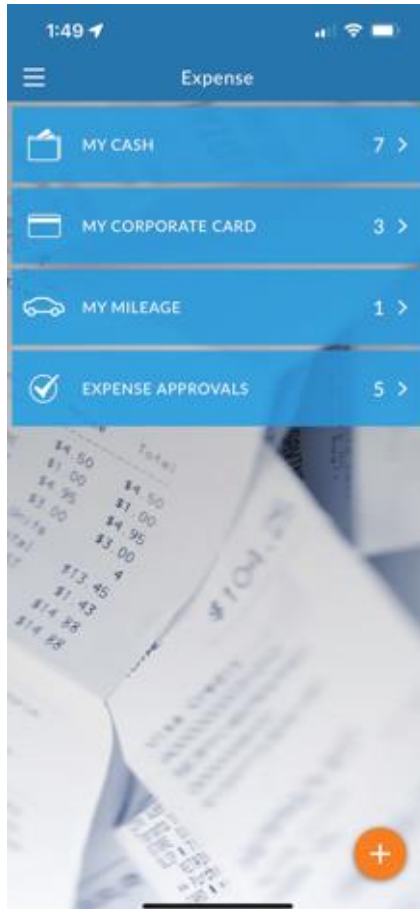 1:49
Expense
MY CASH 7 >
MY CORPORATE CARD 3 >
MY MILEAGE 1 >
EXPENSE APPROVALS 5 >
Total
$4.50 $4.50
$1.00 $1.00
$4.95 $4.95
$3.00 $3.00
4
$13.45
$1.43
$14.88
$14.88
+